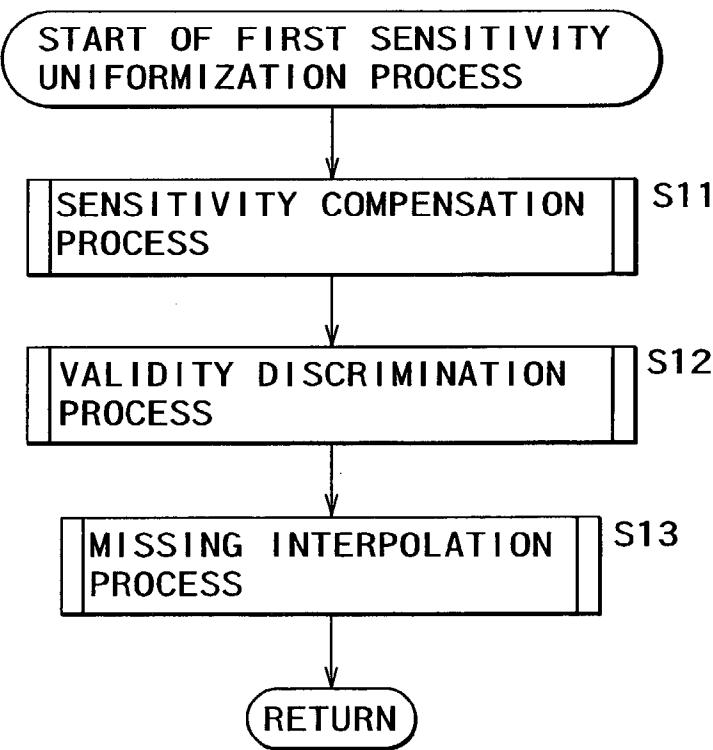 START OF FIRST SENSITIVITY
UNIFORMIZATION PROCESS
SENSITIVITY COMPENSATION
PROCESS
S11
VALIDITY DISCRIMINATION
PROCESS
S12
MISSING INTERPOLATION
PROCESS
S13
RETURN